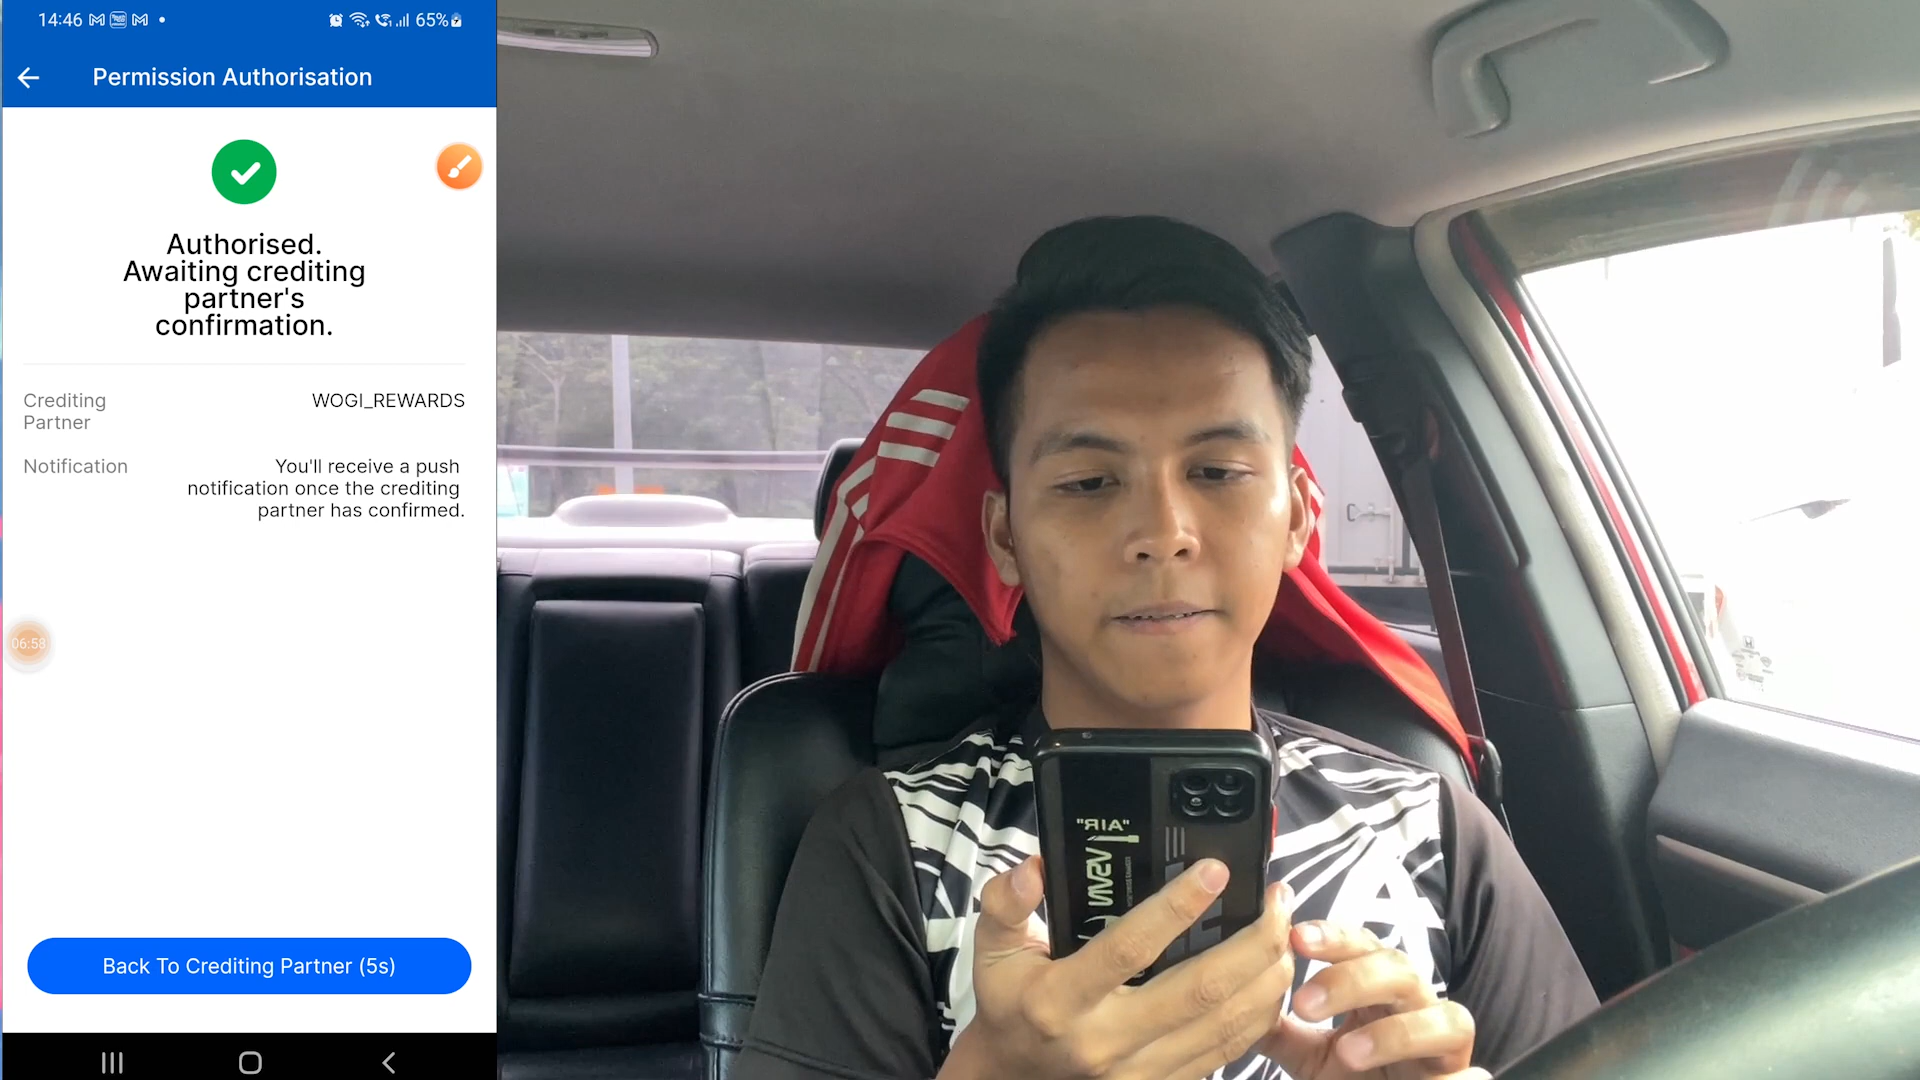 14:46
65%
Permission Authorisation
Authorised.
Awaiting crediting
partner's
confirmation.
Crediting
Partner
WOGI_REWARDS
Notification
You'll receive a push
notification once the crediting
partner has confirmed.
06:58
Back To Crediting Partner (5s)
"AIR"